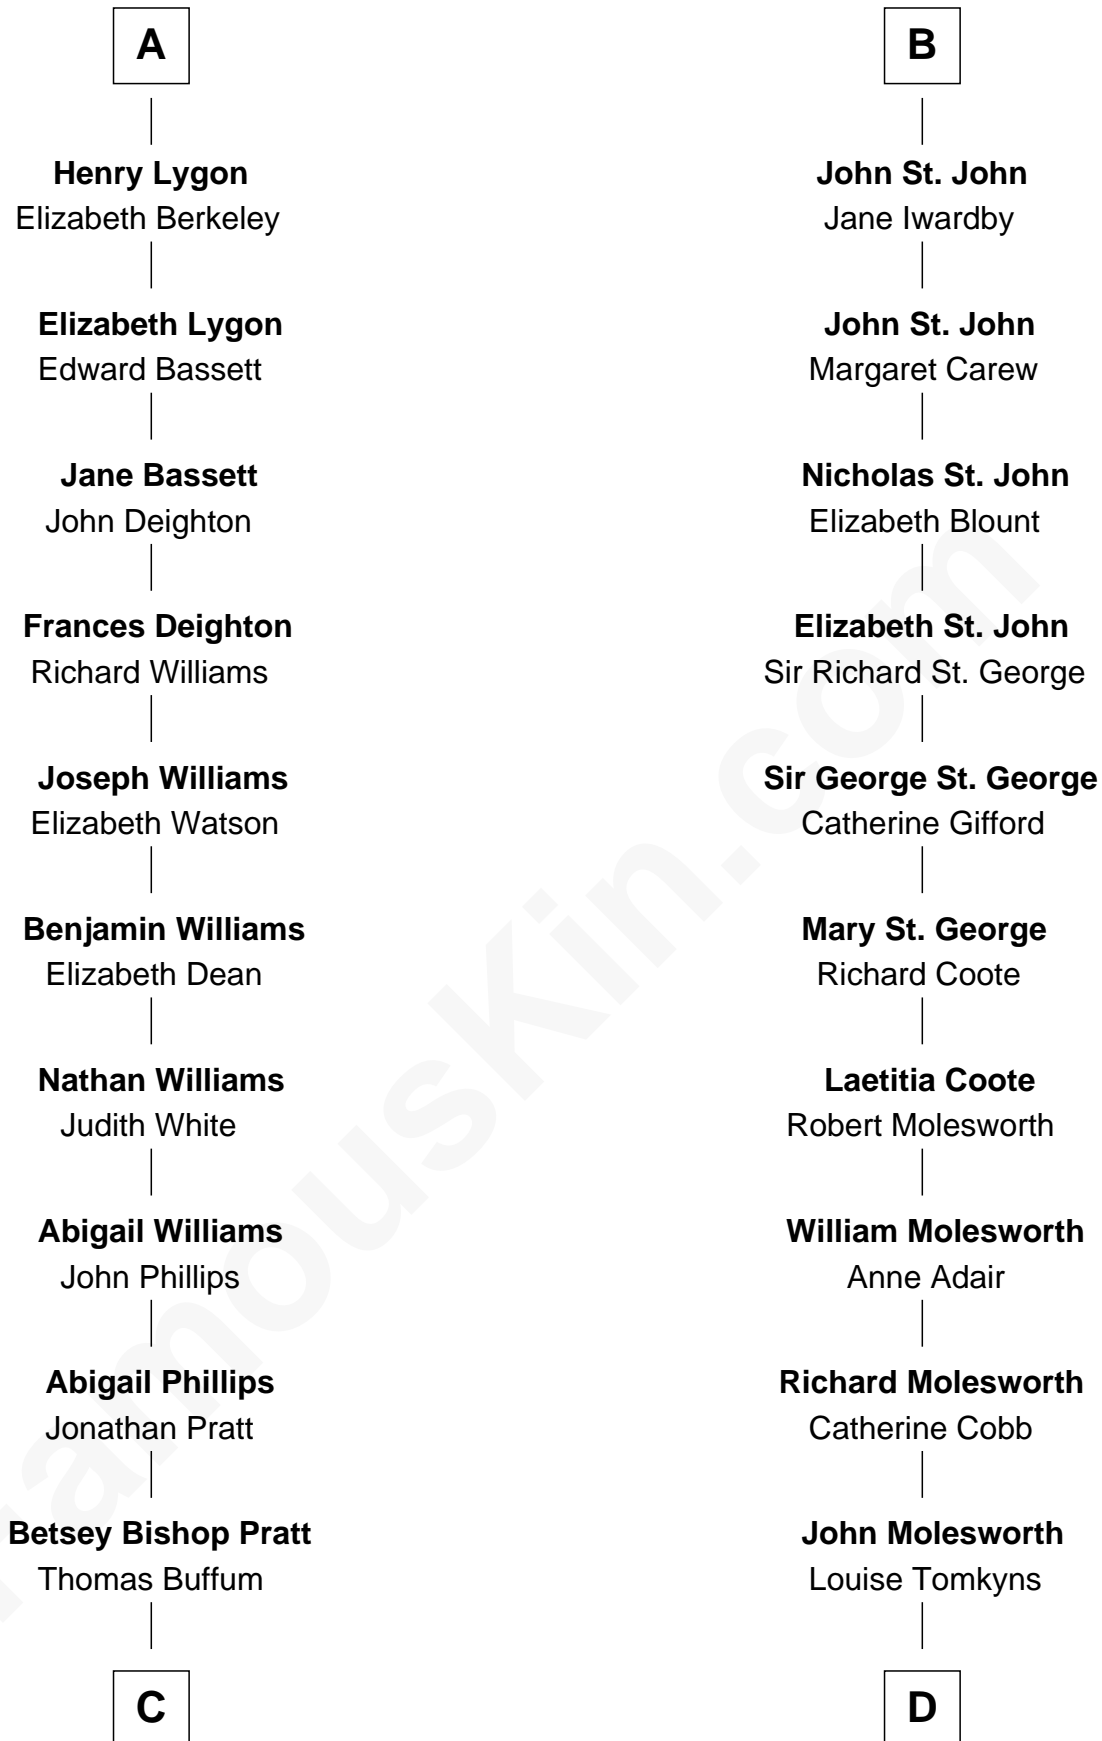 A
Henry Lygon
Elizabeth Berkeley
Elizabeth Lygon
Edward Bassett
Jane Bassett
John Deighton
Frances Deighton
Richard Williams
Joseph Williams
Elizabeth Watson
Benjamin Williams
Elizabeth Dean
Nathan Williams
Judith White
Abigail Williams
John Phillips
Abigail Phillips
Jonathan Pratt
Betsey Bishop Pratt
Thomas Buffum
C
B
John St. John
Jane Iwardby
John St. John
Margaret Carew
Nicholas St. John
Elizabeth Blount
Elizabeth St. John
Sir Richard St. George
Sir George St. George
Catherine Gifford
Mary St. George
Richard Coote
Laetitia Coote
Robert Molesworth
William Molesworth
Anne Adair
Richard Molesworth
Catherine Cobb
John Molesworth
Louise Tomkyns
D
FamousKin.com